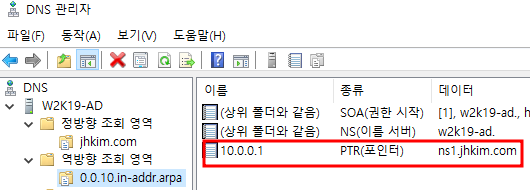 DNS 관리자
파일(F) 동작(A) 보기(V) 도움말(H)
DNS
W2K19-AD
정방향 조회 영역
jhkim.com
역방향 조회 영역
0.0.10.in-addr.arpa
이름 종류 데이터
(상위 폴더와 같음) SOA(권한 시작) [1], w2k19-ad., h
(상위 폴더와 같음) NS(이름 서버) w2k19-ad.
10.0.0.1 PTR(포인터) ns1.jhkim.com